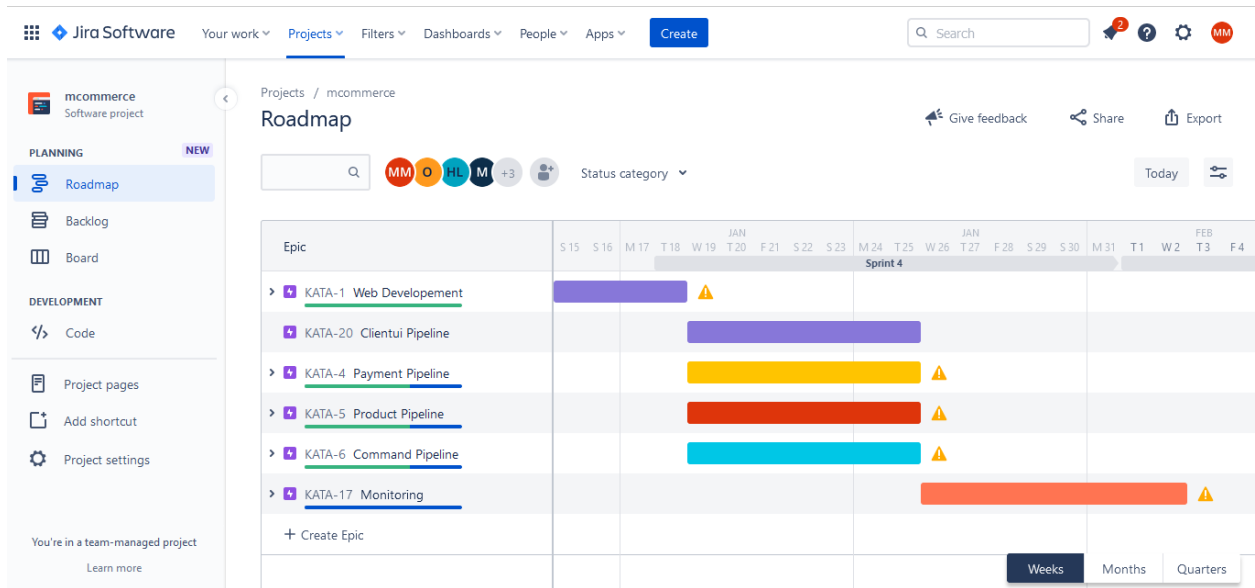 Jira Software Your work Projects Filters Dashboards People Apps Create Search 2 MM
mcommerce
Software project
PLANNING NEW
Roadmap
Backlog
Board
DEVELOPMENT
Code
Project pages
Add shortcut
Project settings
You're in a team-managed project
Learn more
Projects / mcommerce
Roadmap
Give feedback Share Export
MM O HL M +3 Status category Today
JAN JAN FEB
Epic S 15 S 16 M 17 T 18 W 19 T 20 F 21 S 22 S 23 M 24 T 25 W 26 T 27 F 28 S 29 S 30 M 31 T 1 W 2 T 3 F 4
Sprint 4
KATA-1 Web Developement
KATA-20 Clientui Pipeline
KATA-4 Payment Pipeline
KATA-5 Product Pipeline
KATA-6 Command Pipeline
KATA-17 Monitoring
+ Create Epic
Weeks Months Quarters